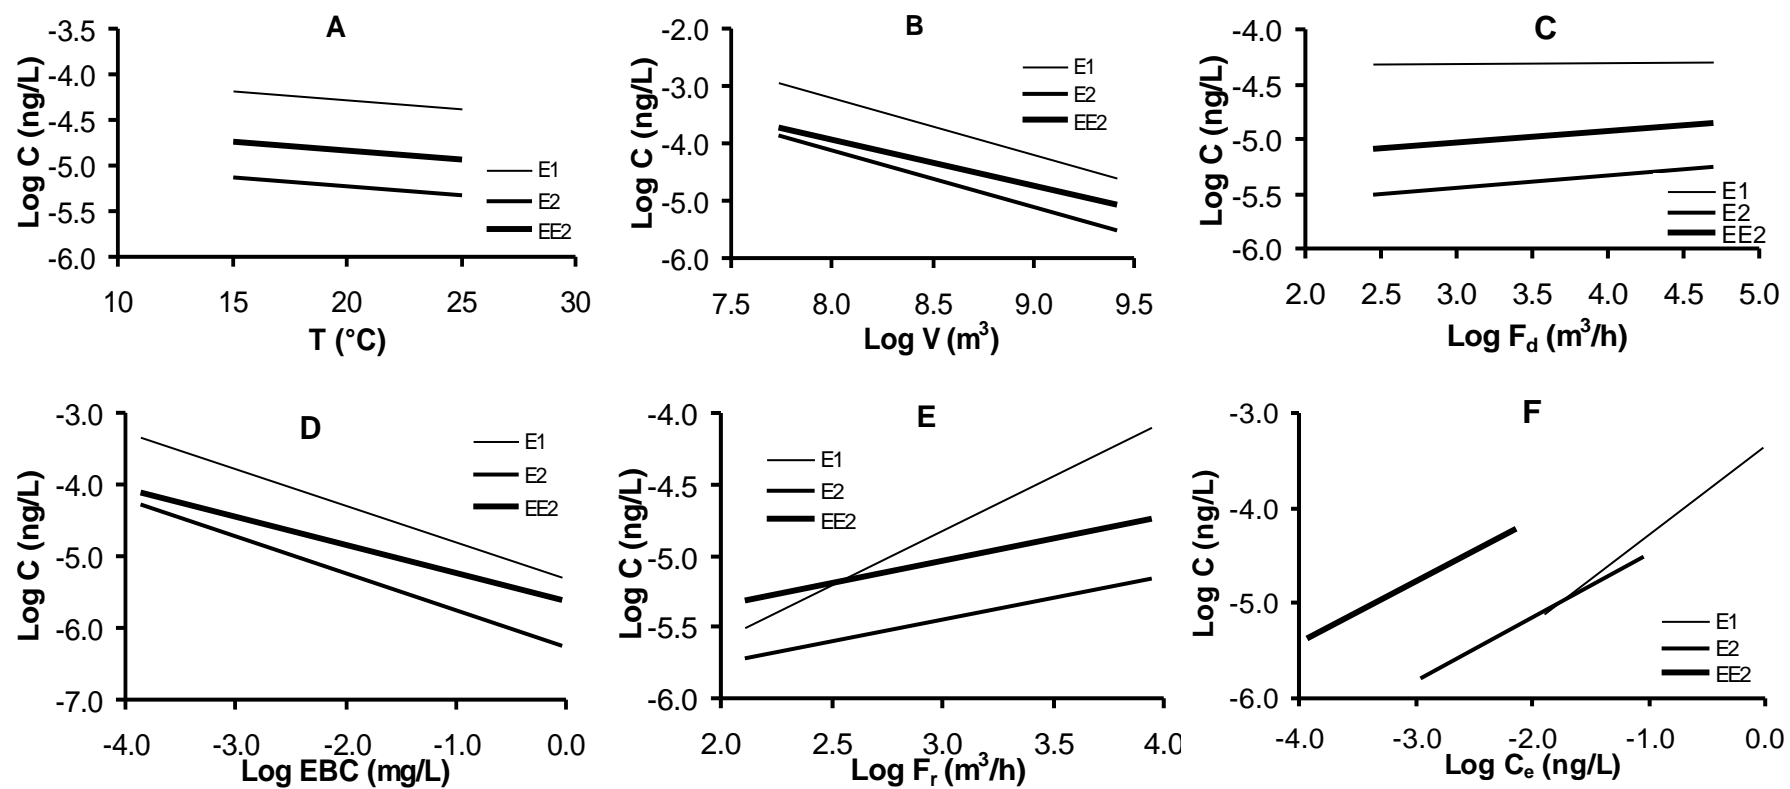 A
Log C (ng/L)
-3.5
-4.0
-4.5
-5.0
-5.5
-6.0
10 15 20 25 30
T (°C)
E1
E2
EE2
B
Log C (ng/L)
-2.0
-3.0
-4.0
-5.0
-6.0
7.5 8.0 8.5 9.0 9.5
Log V (m³)
E1
E2
EE2
C
Log C (ng/L)
-4.0
-4.5
-5.0
-5.5
-6.0
2.0 2.5 3.0 3.5 4.0 4.5 5.0
Log Fd (m³/h)
E1
E2
EE2
D
Log C (ng/L)
-3.0
-4.0
-5.0
-6.0
-7.0
-4.0 -3.0 -2.0 -1.0 0.0
Log EBC (mg/L)
E1
E2
EE2
E
Log C (ng/L)
-4.0
-4.5
-5.0
-5.5
-6.0
2.0 2.5 3.0 3.5 4.0
Log Fr (m³/h)
E1
E2
EE2
F
Log C (ng/L)
-3.0
-4.0
-5.0
-6.0
-4.0 -3.0 -2.0 -1.0 0.0
Log Ce (ng/L)
E1
E2
EE2